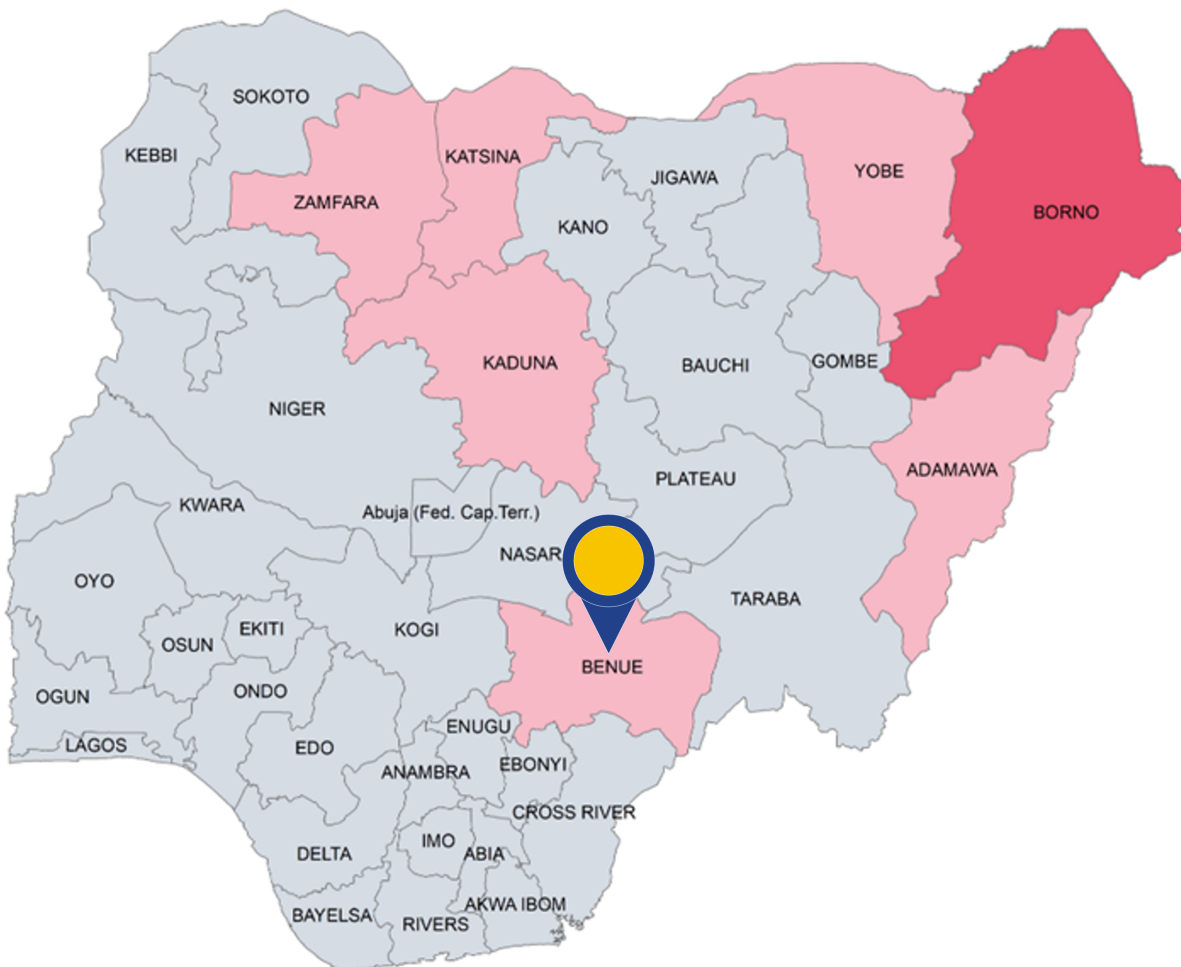 SOKOTO
KEBBI
KATSINA
ZAMFARA
JIGAWA
KANO
YOBE
BORNO
KADUNA
BAUCHI
GOMBE
NIGER
ADAMAWA
PLATEAU
KWARA
Abuja (Fed. Cap.Terr.)
NASAR
OYO
TARABA
OSUN
EKITI
KOGI
BENUE
OGUN
ONDO
LAGOS
EDO
ENUGU
ANAMBRA
EBONYI
CROSS RIVER
IMO
ABIA
DELTA
AKWA IBOM
BAYELSA
RIVERS